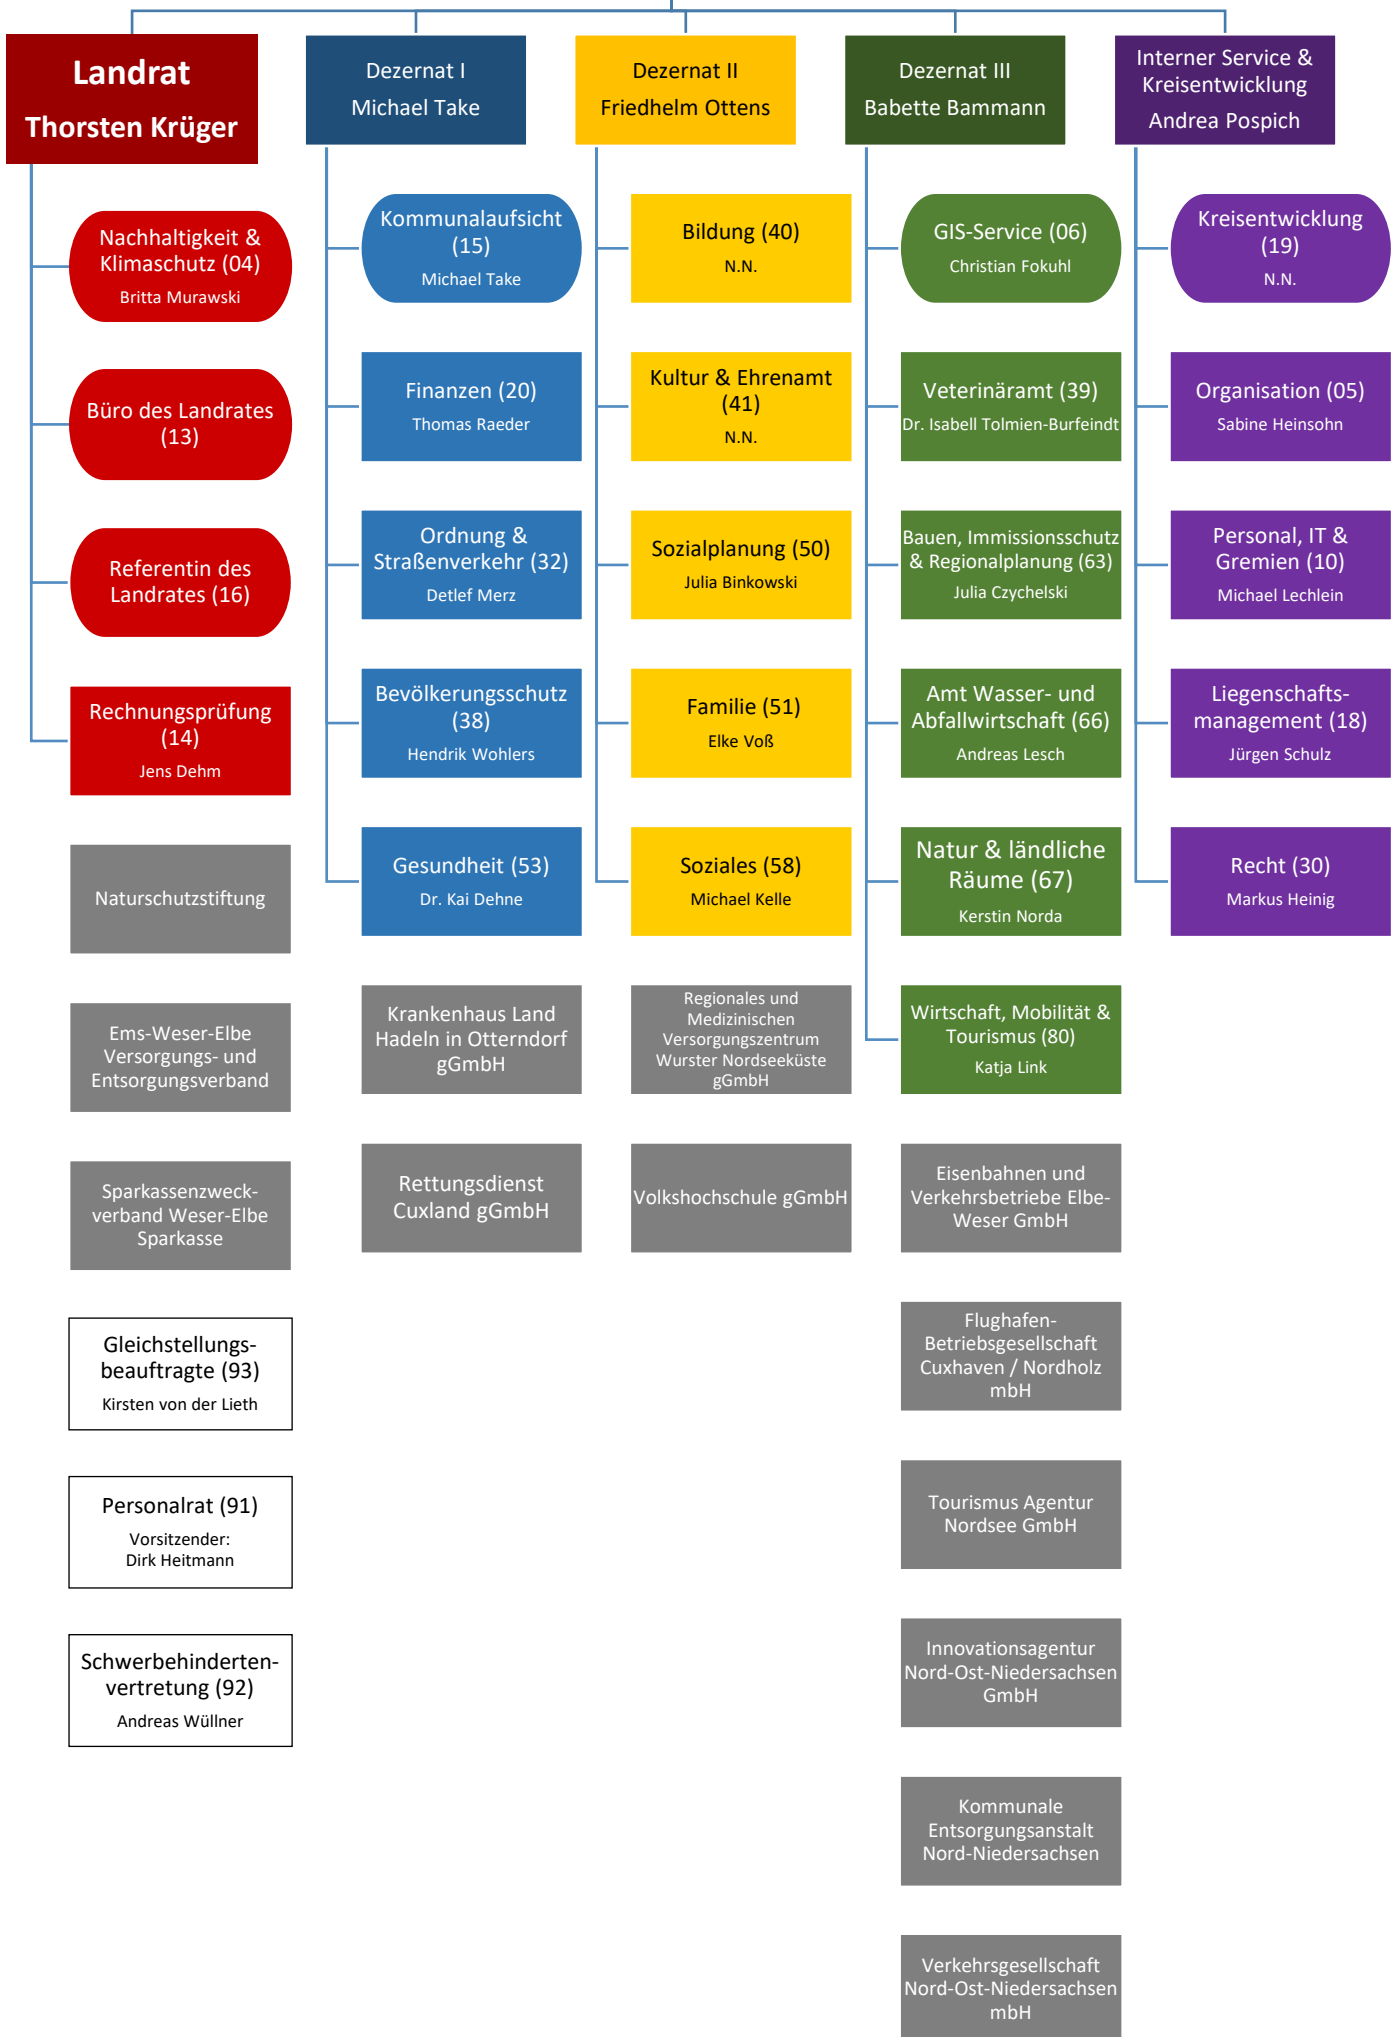 Landrat
Thorsten Krüger
Nachhaltigkeit &
Klimaschutz (04)
Britta Murawski
Büro des Landrates
(13)
Referentin des
Landrates (16)
Rechnungsprüfung
(14)
Jens Dehm
Naturschutzstiftung
Ems-Weser-Elbe
Versorgungs- und
Entsorgungsverband
Sparkassenzweck-
verband Weser-Elbe
Sparkasse
Gleichstellungs-
beauftragte (93)
Kirsten von der Lieth
Personalrat (91)
Vorsitzender:
Dirk Heitmann
Schwerbehinderten-
vertretung (92)
Andreas Wüllner
Dezernat I
Michael Take
Kommunalaufsicht
(15)
Michael Take
Finanzen (20)
Thomas Raeder
Ordnung &
Straßenverkehr (32)
Detlef Merz
Bevölkerungsschutz
(38)
Hendrik Wohlers
Gesundheit (53)
Dr. Kai Dehne
Krankenhaus Land
Hadeln in Otterndorf
gGmbH
Rettungsdienst
Cuxland gGmbH
Dezernat II
Friedhelm Ottens
Bildung (40)
N.N.
Kultur & Ehrenamt
(41)
N.N.
Sozialplanung (50)
Julia Binkowski
Familie (51)
Elke Voß
Soziales (58)
Michael Kelle
Regionales und
Medizinischen
Versorgungszentrum
Wurster Nordseeküste
gGmbH
Volkshochschule gGmbH
Dezernat III
Babette Bammann
GIS-Service (06)
Christian Fokuhl
Veterinäramt (39)
Dr. Isabell Tolmien-Burfeindt
Bauen, Immissionsschutz
& Regionalplanung (63)
Julia Czychelski
Amt Wasser- und
Abfallwirtschaft (66)
Andreas Lesch
Natur & ländliche
Räume (67)
Kerstin Norda
Wirtschaft, Mobilität &
Tourismus (80)
Katja Link
Eisenbahnen und
Verkehrsbetriebe Elbe-
Weser GmbH
Flughafen-
Betriebsgesellschaft
Cuxhaven / Nordholz
mbH
Tourismus Agentur
Nordsee GmbH
Innovationsagentur
Nord-Ost-Niedersachsen
GmbH
Kommunale
Entsorgungsanstalt
Nord-Niedersachsen
Verkehrsgesellschaft
Nord-Ost-Niedersachsen
mbH
Interner Service &
Kreisentwicklung
Andrea Pospich
Kreisentwicklung
(19)
N.N.
Organisation (05)
Sabine Heinsohn
Personal, IT &
Gremien (10)
Michael Lechlein
Liegenschafts-
management (18)
Jürgen Schulz
Recht (30)
Markus Heinig